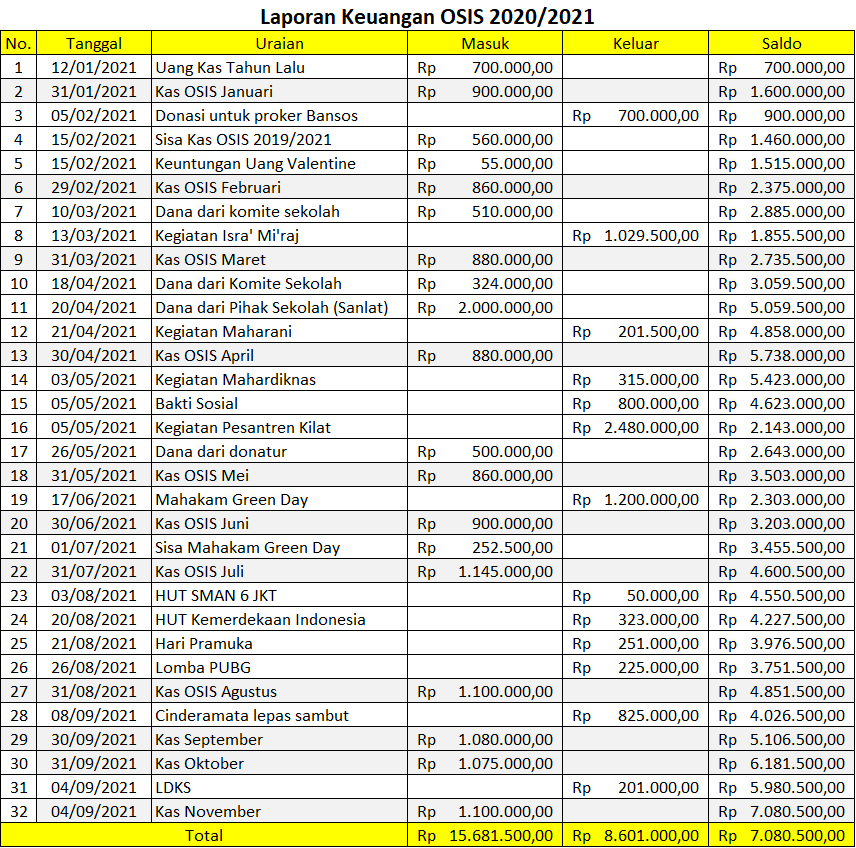 Laporan Keuangan OSIS 2020/2021
No. Tanggal Uraian Masuk Keluar Saldo
1 12/01/2021 Uang Kas Tahun Lalu Rp 700.000,00 Rp 700.000,00
2 31/01/2021 Kas OSIS Januari Rp 900.000,00 Rp 1.600.000,00
3 05/02/2021 Donasi untuk proker Bansos Rp 700.000,00 Rp 900.000,00
4 15/02/2021 Sisa Kas OSIS 2019/2021 Rp 560.000,00 Rp 1.460.000,00
5 15/02/2021 Keuntungan Uang Valentine Rp 55.000,00 Rp 1.515.000,00
6 29/02/2021 Kas OSIS Februari Rp 860.000,00 Rp 2.375.000,00
7 10/03/2021 Dana dari komite sekolah Rp 510.000,00 Rp 2.885.000,00
8 13/03/2021 Kegiatan Isra' Mi'raj Rp 1.029.500,00 Rp 1.855.500,00
9 31/03/2021 Kas OSIS Maret Rp 880.000,00 Rp 2.735.500,00
10 18/04/2021 Dana dari Komite Sekolah Rp 324.000,00 Rp 3.059.500,00
11 20/04/2021 Dana dari Pihak Sekolah (Sanlat) Rp 2.000.000,00 Rp 5.059.500,00
12 21/04/2021 Kegiatan Maharani Rp 201.500,00 Rp 4.858.000,00
13 30/04/2021 Kas OSIS April Rp 880.000,00 Rp 5.738.000,00
14 03/05/2021 Kegiatan Mahardiknas Rp 315.000,00 Rp 5.423.000,00
15 05/05/2021 Bakti Sosial Rp 800.000,00 Rp 4.623.000,00
16 05/05/2021 Kegiatan Pesantren Kilat Rp 2.480.000,00 Rp 2.143.000,00
17 26/05/2021 Dana dari donatur Rp 500.000,00 Rp 2.643.000,00
18 31/05/2021 Kas OSIS Mei Rp 860.000,00 Rp 3.503.000,00
19 17/06/2021 Mahakam Green Day Rp 1.200.000,00 Rp 2.303.000,00
20 30/06/2021 Kas OSIS Juni Rp 900.000,00 Rp 3.203.000,00
21 01/07/2021 Sisa Mahakam Green Day Rp 252.500,00 Rp 3.455.500,00
22 31/07/2021 Kas OSIS Juli Rp 1.145.000,00 Rp 4.600.500,00
23 03/08/2021 HUT SMAN 6 JKT Rp 50.000,00 Rp 4.550.500,00
24 20/08/2021 HUT Kemerdekaan Indonesia Rp 323.000,00 Rp 4.227.500,00
25 21/08/2021 Hari Pramuka Rp 251.000,00 Rp 3.976.500,00
26 26/08/2021 Lomba PUBG Rp 225.000,00 Rp 3.751.500,00
27 31/08/2021 Kas OSIS Agustus Rp 1.100.000,00 Rp 4.851.500,00
28 08/09/2021 Cinderamata lepas sambut Rp 825.000,00 Rp 4.026.500,00
29 30/09/2021 Kas September Rp 1.080.000,00 Rp 5.106.500,00
30 31/09/2021 Kas Oktober Rp 1.075.000,00 Rp 6.181.500,00
31 04/09/2021 LDKS Rp 201.000,00 Rp 5.980.500,00
32 04/09/2021 Kas November Rp 1.100.000,00 Rp 7.080.500,00
Total Rp 15.681.500,00 Rp 8.601.000,00 Rp 7.080.500,00